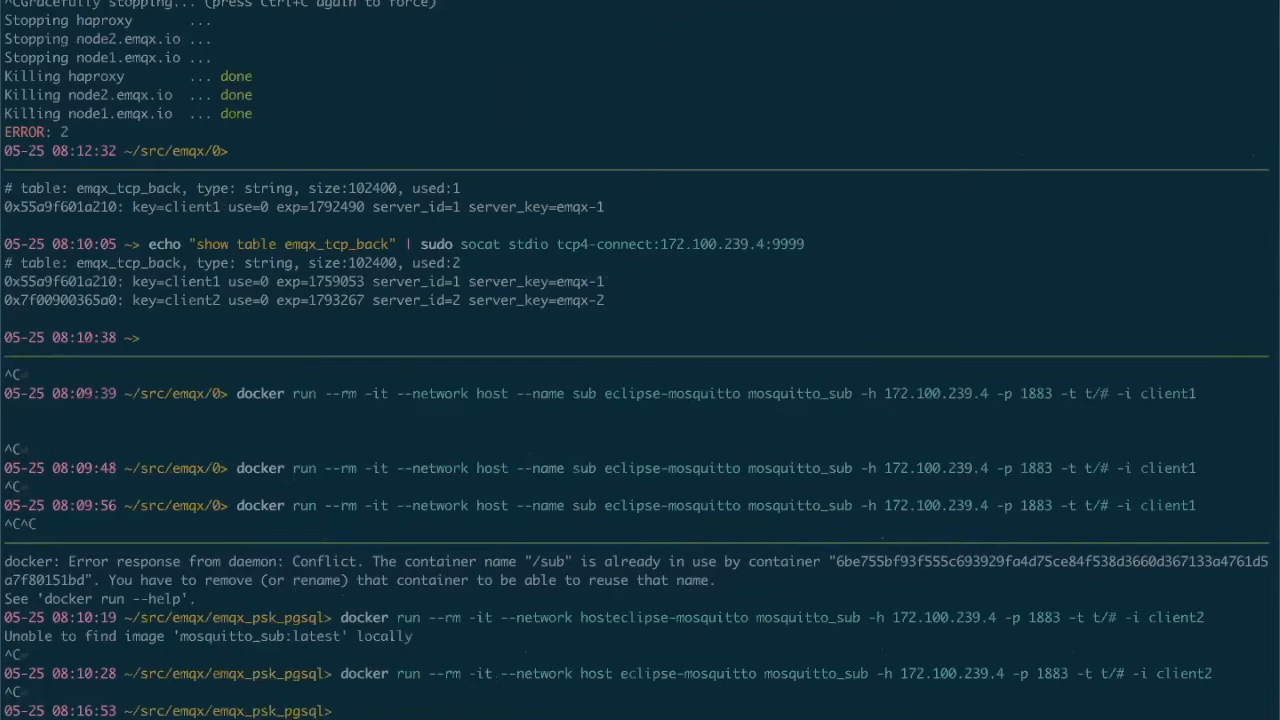 ^CGracefully stopping... (press Ctrl+C again to force)
Stopping haproxy       ...
Stopping node2.emqx.io ...
Stopping node1.emqx.io ...
Killing haproxy        ... done
Killing node2.emqx.io  ... done
Killing node1.emqx.io  ... done
ERROR: 2
05-25 08:12:32 ~/src/emqx/0>
# table: emqx_tcp_back, type: string, size:102400, used:1
0x55a9f601a210: key=client1 use=0 exp=1792490 server_id=1 server_key=emqx-1
05-25 08:10:05 ~> echo "show table emqx_tcp_back" | sudo socat stdio tcp4-connect:172.100.239.4:9999
# table: emqx_tcp_back, type: string, size:102400, used:2
0x55a9f601a210: key=client1 use=0 exp=1759053 server_id=1 server_key=emqx-1
0x7f00900365a0: key=client2 use=0 exp=1793267 server_id=2 server_key=emqx-2
05-25 08:10:38 ~>
^C⏎
05-25 08:09:39 ~/src/emqx/0> docker run --rm -it --network host --name sub eclipse-mosquitto mosquitto_sub -h 172.100.239.4 -p 1883 -t t/# -i client1
^C⏎
05-25 08:09:48 ~/src/emqx/0> docker run --rm -it --network host --name sub eclipse-mosquitto mosquitto_sub -h 172.100.239.4 -p 1883 -t t/# -i client1
^C⏎
05-25 08:09:56 ~/src/emqx/0> docker run --rm -it --network host --name sub eclipse-mosquitto mosquitto_sub -h 172.100.239.4 -p 1883 -t t/# -i client1
^C^C
docker: Error response from daemon: Conflict. The container name "/sub" is already in use by container "6be755bf93f555c693929fa4d75ce84f538d3660d367133a4761d5
a7f80151bd". You have to remove (or rename) that container to be able to reuse that name.
See 'docker run --help'.
05-25 08:10:19 ~/src/emqx/emqx_psk_pgsql> docker run --rm -it --network hosteclipse-mosquitto mosquitto_sub -h 172.100.239.4 -p 1883 -t t/# -i client2
Unable to find image 'mosquitto_sub:latest' locally
^C⏎
05-25 08:10:28 ~/src/emqx/emqx_psk_pgsql> docker run --rm -it --network host eclipse-mosquitto mosquitto_sub -h 172.100.239.4 -p 1883 -t t/# -i client2
^C⏎
05-25 08:16:53 ~/src/emqx/emqx_psk_pgsql>